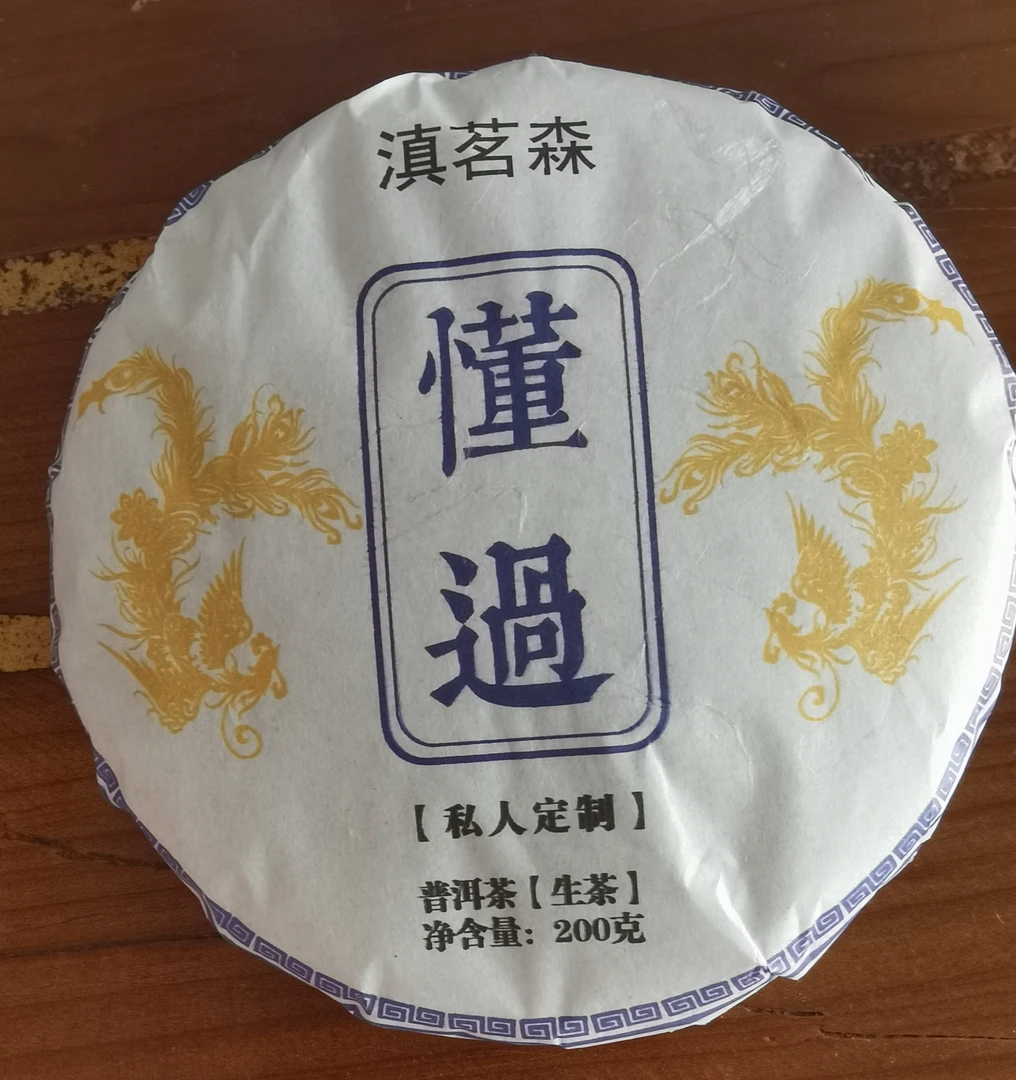 滇茗森
懂
過
【私人定制】
普洱茶【生茶】
净含量：200克